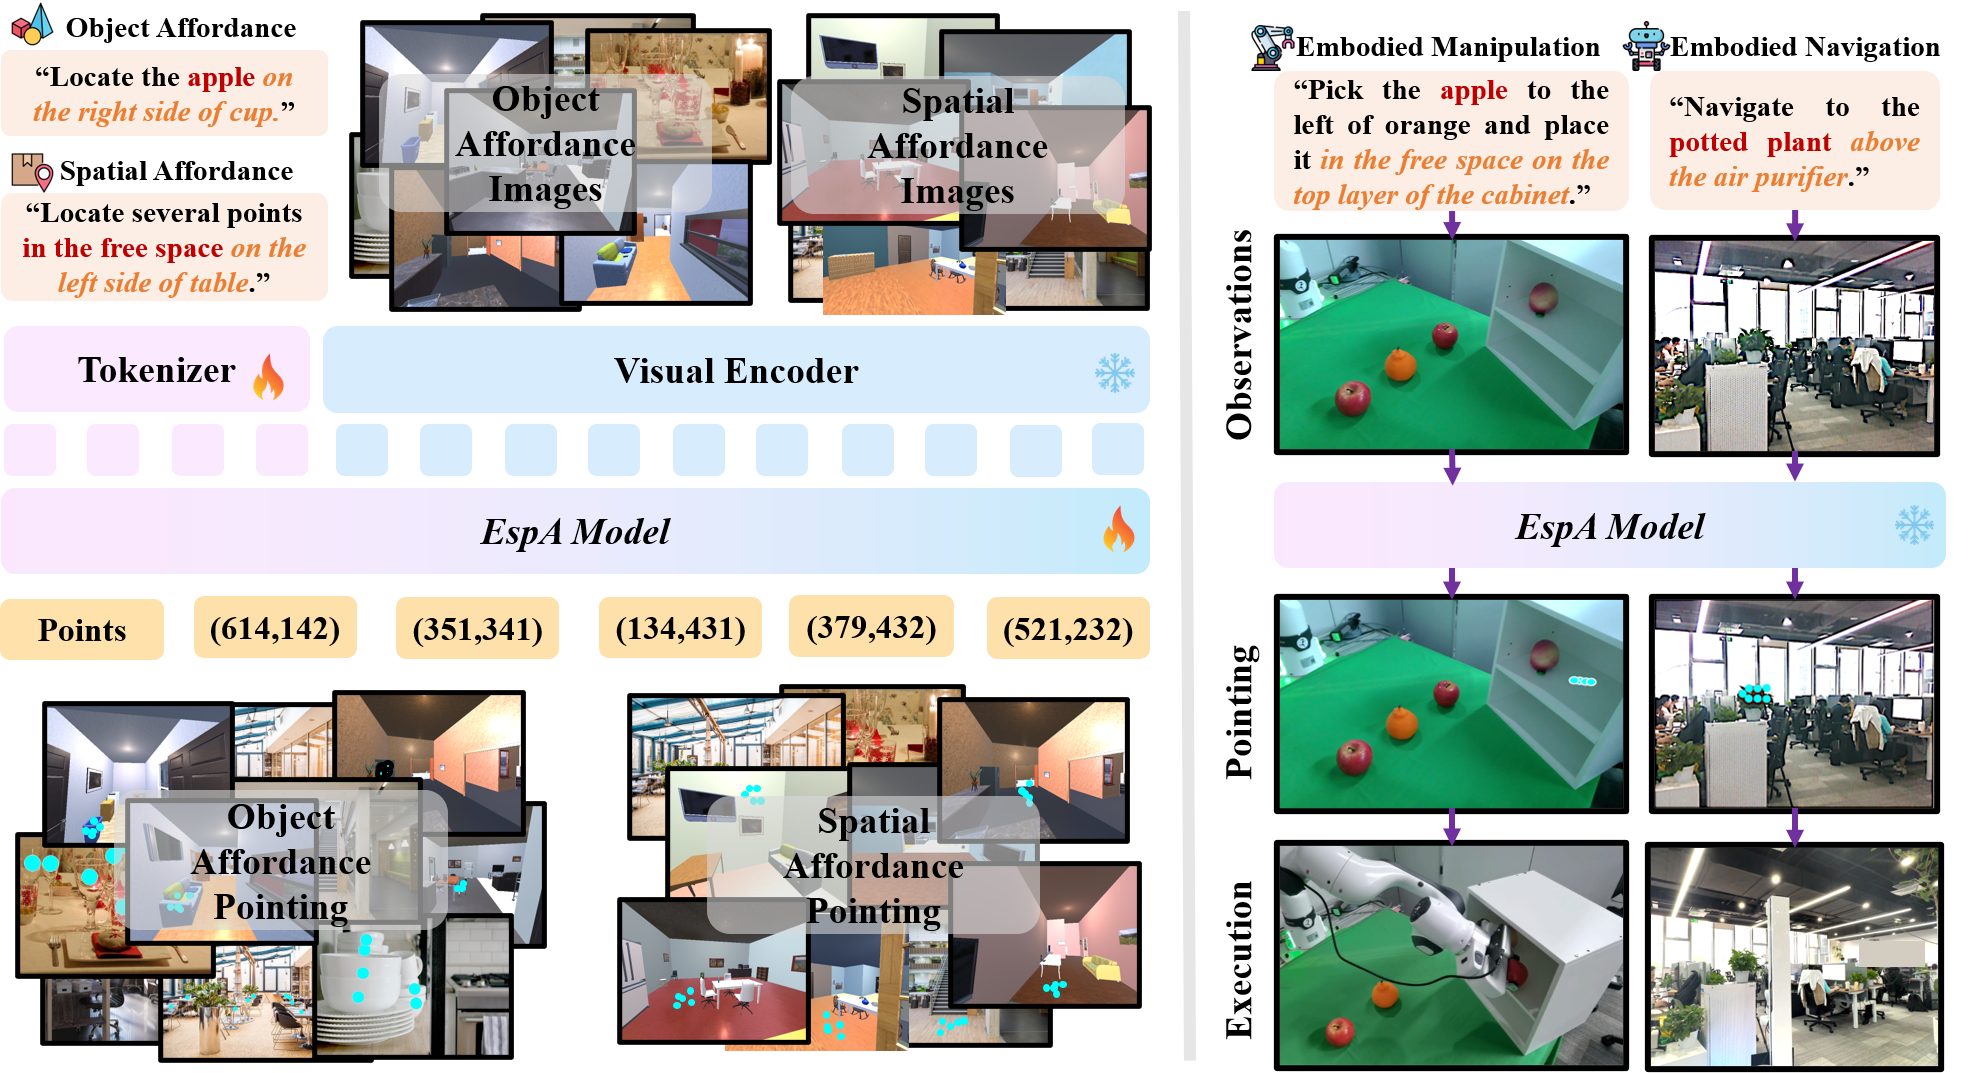 Object Affordance
“Locate the apple on
the right side of cup.”
Spatial Affordance
“Locate several points
in the free space on the
left side of table.”
Object
Affordance
Images
Spatial
Affordance
Images
Tokenizer
Visual Encoder
EspA Model
Points
(614,142)
(351,341)
(134,431)
(379,432)
(521,232)
Object
Affordance
Pointing
Spatial
Affordance
Pointing
Embodied Manipulation
“Pick the apple to the
left of orange and place
it in the free space on the
top layer of the cabinet.”
Embodied Navigation
“Navigate to the
potted plant above
the air purifier.”
Observations
EspA Model
Pointing
Execution